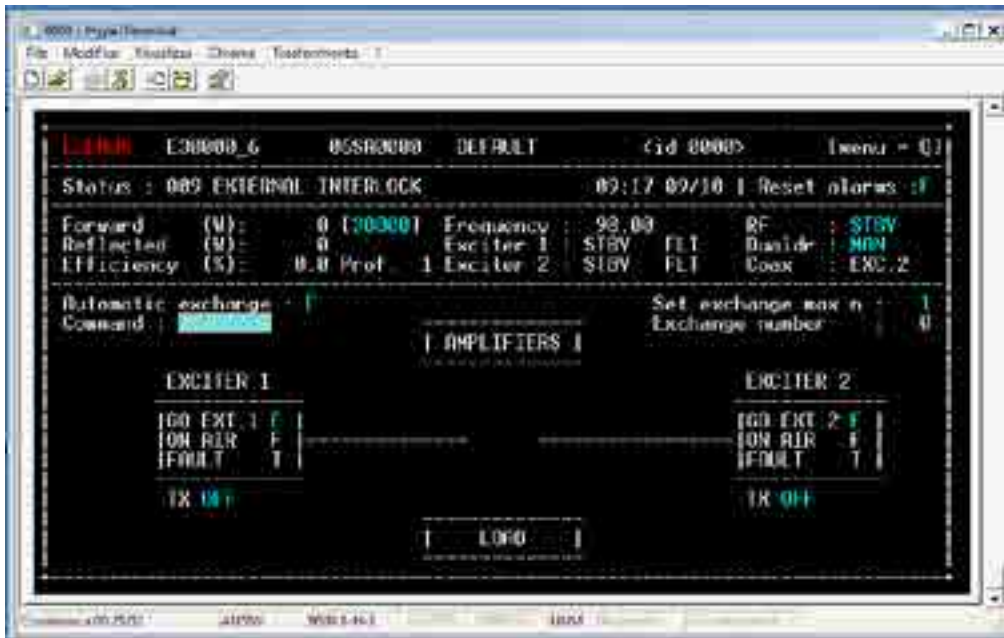 File Modifica Visualizza Chiama Trasferimento ?
E30000_6 05SR0000 DEFAULT <id 0000> [menu - Q]
Status : 009 EXTERNAL INTERLOCK 09:17 09/10 | Reset alarms :F
Forward (W): 0 [30000] Frequency : 98.00 RF : STBY
Reflected (W): 0 Exciter 1 : STBY FLT : MAN
Efficiency (%): 0.0 Prof. 1 Exciter 2 : STBY FLT Coax : EXC.2
Automatic exchange : F Set exchange max n : 1
Command : Exchange number : 0
| AMPLIFIERS |
EXCITER 1 EXCITER 2
|GO EXT.1 F | |GO EXT.2 F |
|ON AIR F | |ON AIR F |
|FAULT T | |FAULT T |
TX OFF TX OFF
| LOAD |